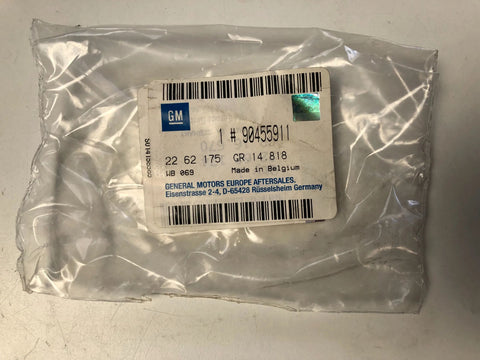 GM
1 # 90455911
22 62 175 GR 14.818
WB 069 Made in Belgium
GENERAL MOTORS EUROPE AFTERSALES.
Eisenstrasse 2-4, D-65428 Rüsselsheim Germany